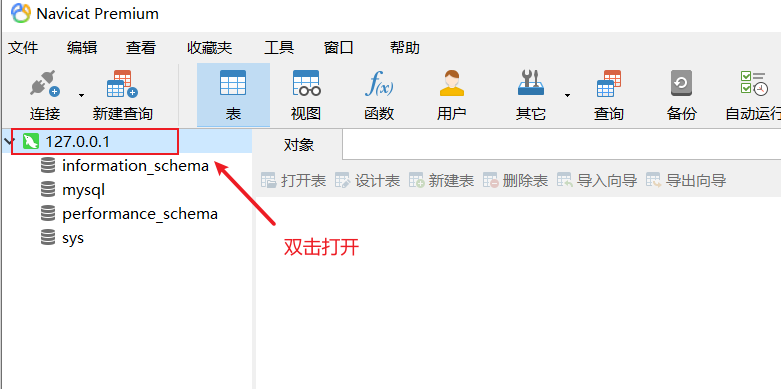 Navicat Premium
文件 编辑 查看 收藏夹 工具 窗口 帮助
连接 新建查询 表 视图 f(x) 函数 用户 其它 查询 备份 自动运行
127.0.0.1 对象
information_schema 打开表 设计表 新建表 删除表 导入向导 导出向导
mysql
performance_schema
sys
双击打开